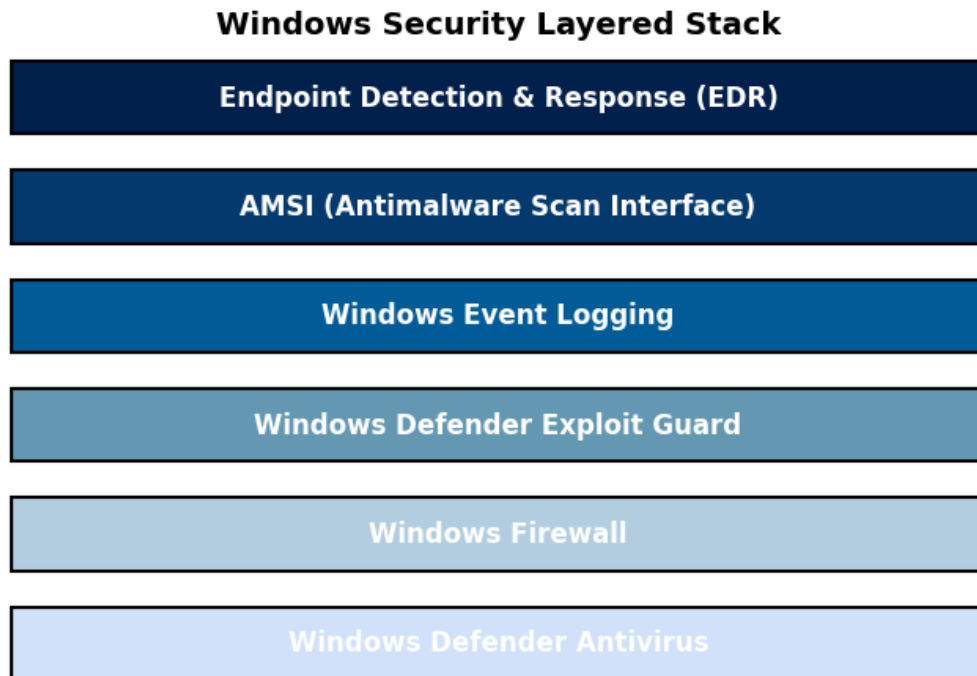 Windows Security Layered Stack
Endpoint Detection & Response (EDR)
AMSI (Antimalware Scan Interface)
Windows Event Logging
Windows Defender Exploit Guard
Windows Firewall
Windows Defender Antivirus